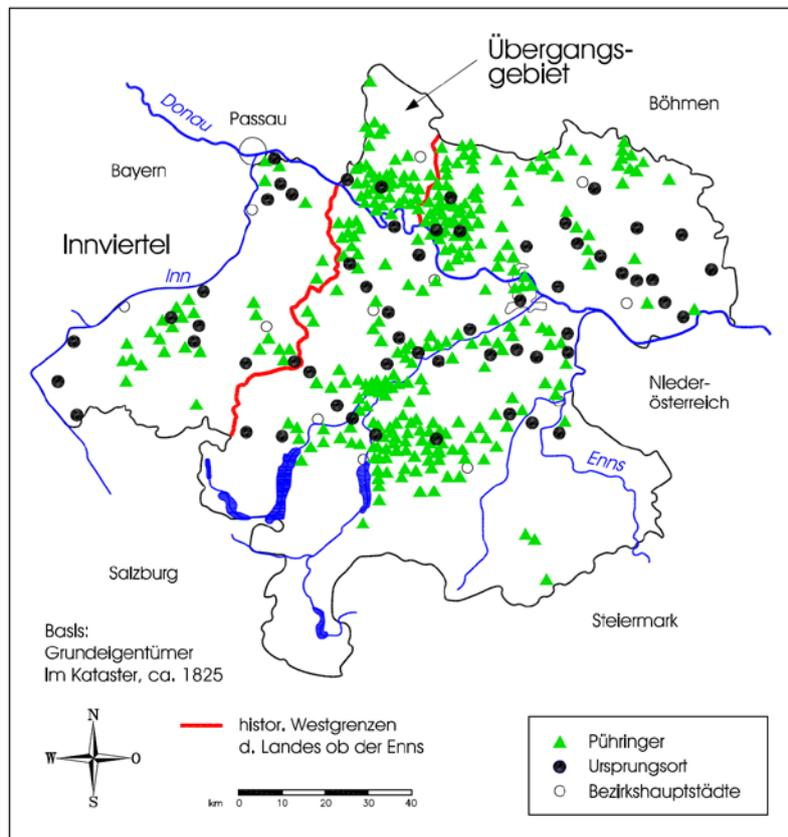 Übergangs-
gebiet
Donau
Passau
Böhmen
Bayern
Innviertel
Inn
Nieder-
österreich
Enns
Salzburg
Steiermark
Basis:
Grundeigentümer
Im Kataster, ca. 1825
N
W
O
S
histor. Westgrenzen
d. Landes ob der Enns
km 0 10 20 30 40
Pühringer
Ursprungsort
Bezirkshauptstädte